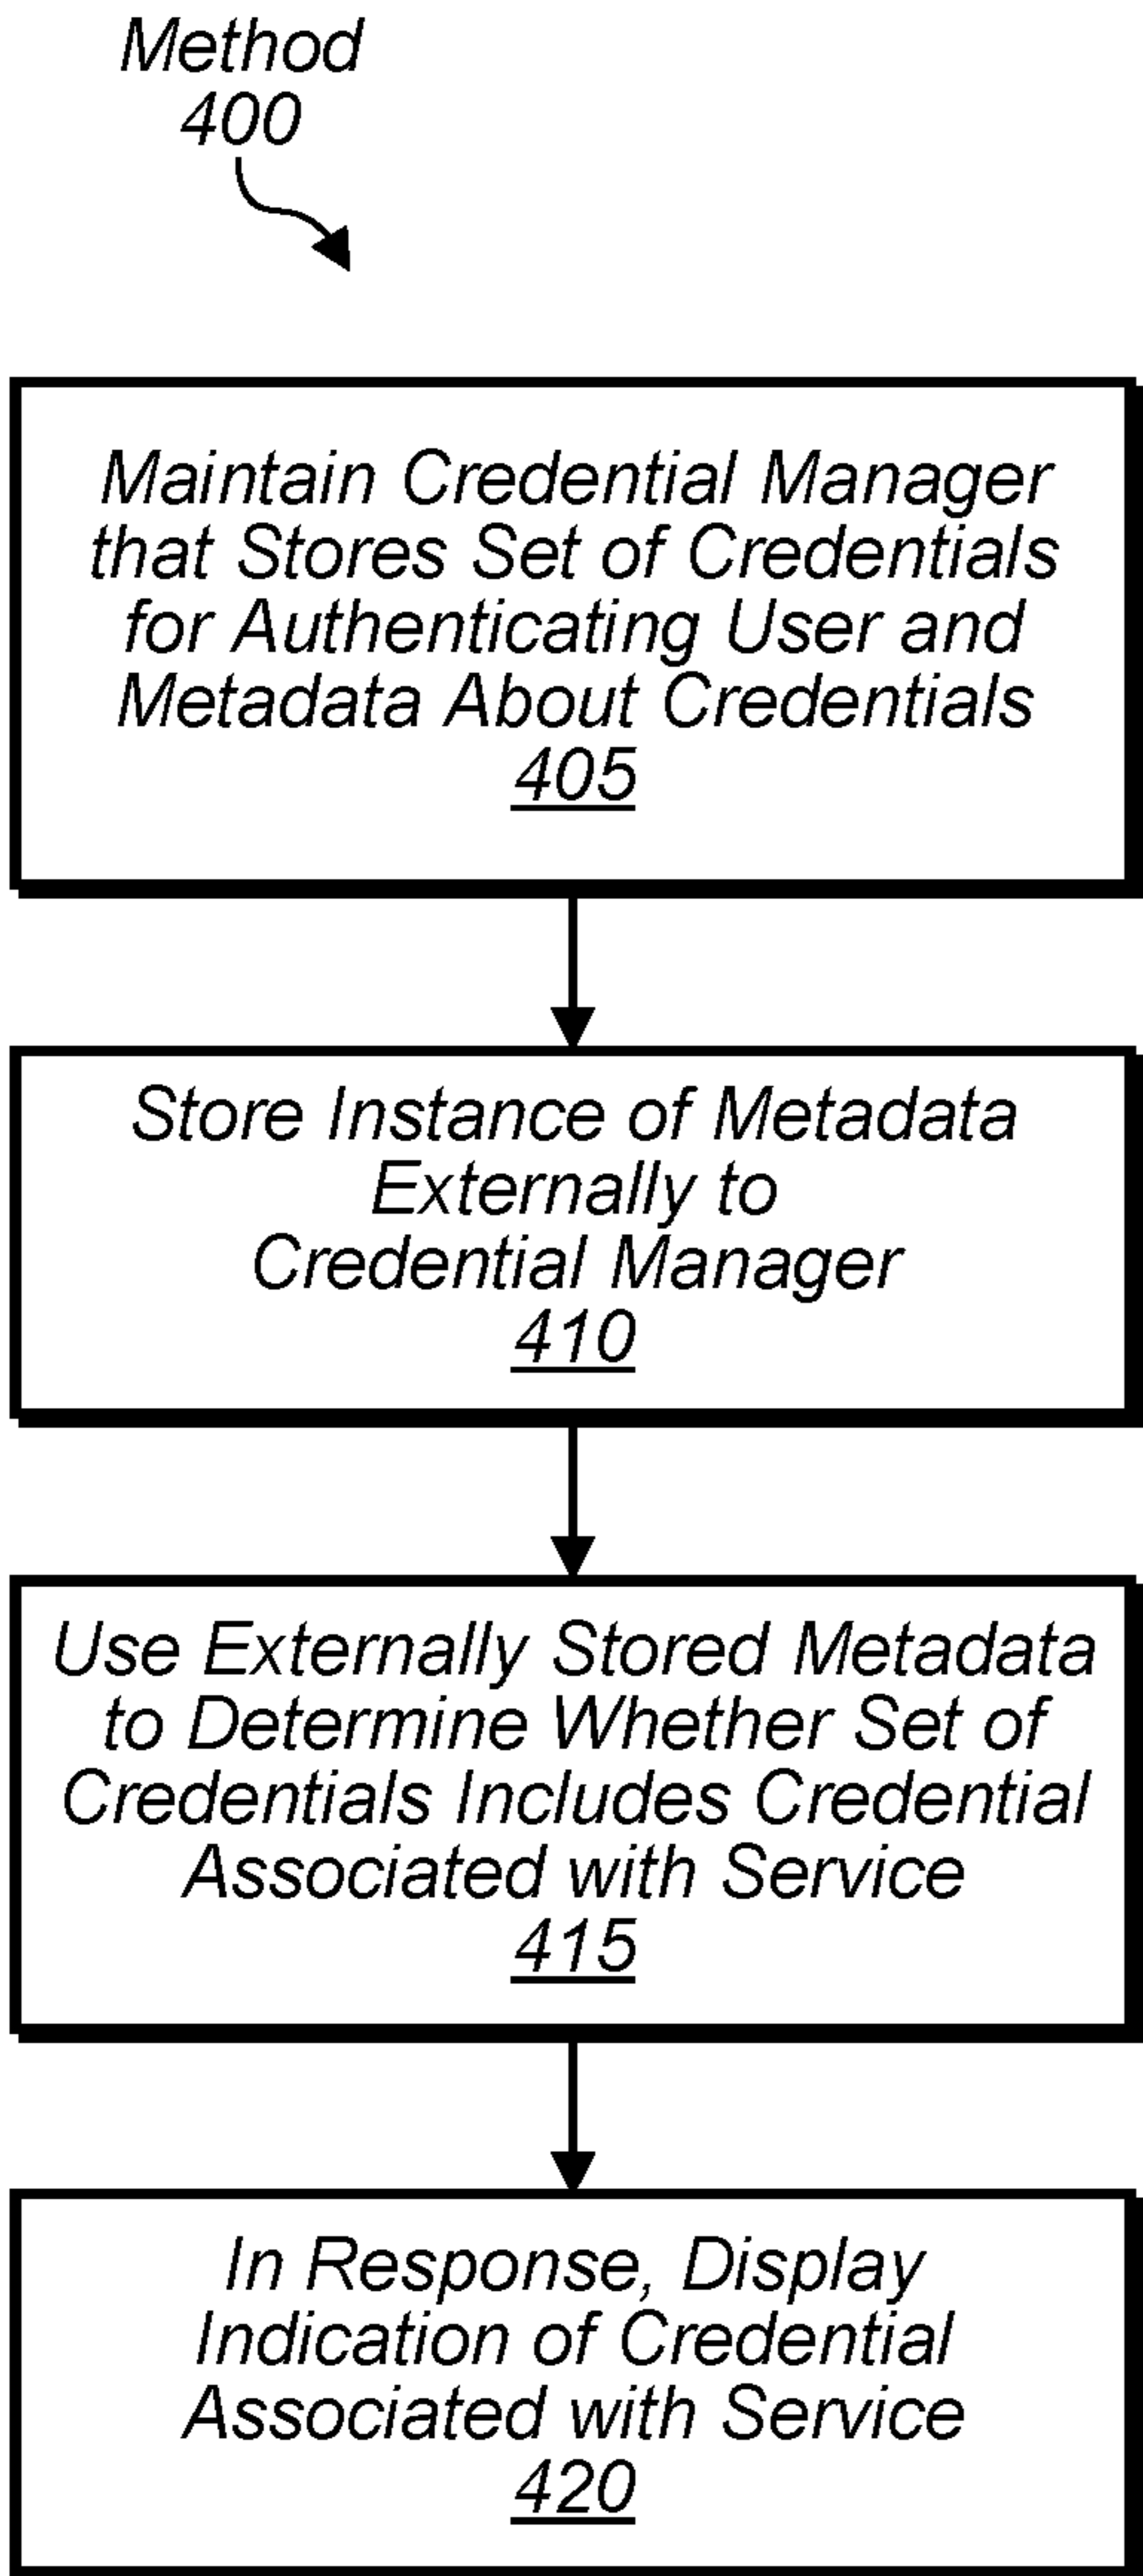 Method
400
Maintain Credential Manager
that Stores Set of Credentials
for Authenticating User and
Metadata About Credentials
405
Store Instance of Metadata
Externally to
Credential Manager
410
Use Externally Stored Metadata
to Determine Whether Set of
Credentials Includes Credential
Associated with Service
415
In Response, Display
Indication of Credential
Associated with Service
420